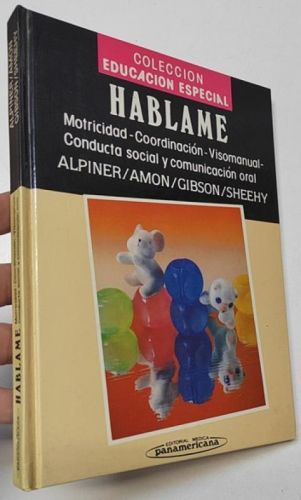 COLECCION
EDUCACION ESPECIAL
HABLAME
Motricidad-Coordinación-Visomanual-
Conducta social y comunicación oral
ALPINER/AMON/GIBSON/SHEEHY
EDITORIAL MEDICA
panamericana
ALPINER/AMON
GIBSON/SHEEHY
HABLAME